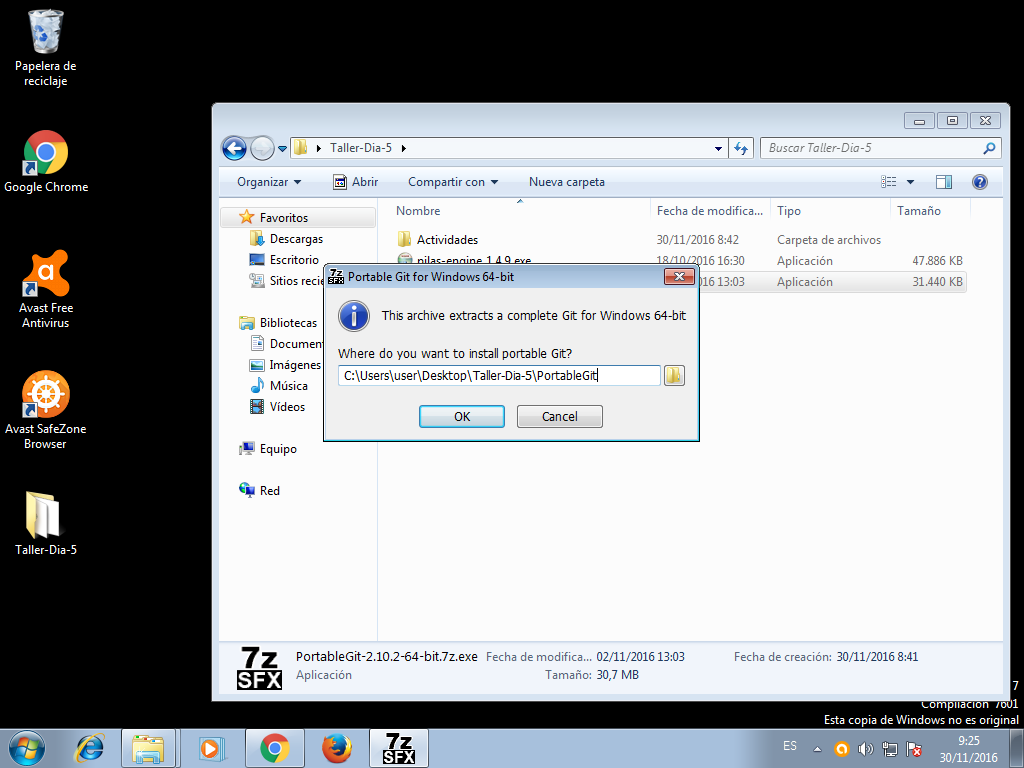 Papelera de
reciclaje
Google Chrome
Avast Free
Antivirus
Avast SafeZone
Browser
Taller-Dia-5
Taller-Dia-5
Buscar Taller-Dia-5
Organizar Abrir Compartir con Nueva carpeta
Nombre Fecha de modifica... Tipo Tamaño
Favoritos
Descargas
Escritorio
Sitios recie
Bibliotecas
Documen
Imágenes
Música
Vídeos
Equipo
Red
Actividades 30/11/2016 8:42 Carpeta de archivos
pilas-engine 1.4.9.exe 18/10/2016 16:30 Aplicación 47.886 KB
016 13:03 Aplicación 31.440 KB
7z SFX Portable Git for Windows 64-bit
This archive extracts a complete Git for Windows 64-bit
Where do you want to install portable Git?
C:\Users\user\Desktop\Taller-Dia-5\PortableGit
OK Cancel
7z
SFX
PortableGit-2.10.2-64-bit.7z.exe Fecha de modifica... 02/11/2016 13:03 Fecha de creación: 30/11/2016 8:41
Aplicación Tamaño: 30,7 MB
7
Compilación 7601
Esta copia de Windows no es original
7z
SFX
ES
9:25
30/11/2016